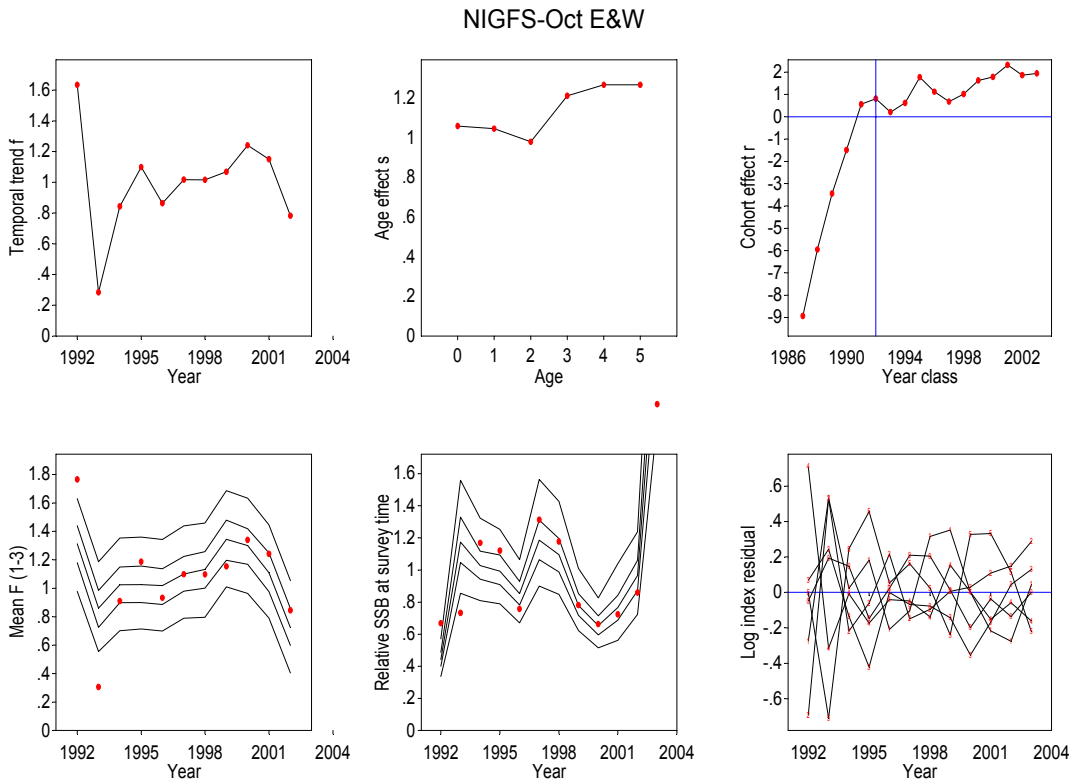 NIGFS-Oct E&W
Temporal trend f
1.6
1.4
1.2
1
.8
.6
.4
.2
0
1992 1995 1998 2001 2004
Year
Age effect s
1.2
1
.8
.6
.4
.2
0
0 1 2 3 4 5
Age
Cohort effect r
2
1
0
-1
-2
-3
-4
-5
-6
-7
-8
-9
1986 1990 1994 1998 2002
Year class
Mean F (1-3)
1.8
1.6
1.4
1.2
1
.8
.6
.4
.2
0
1992 1995 1998 2001 2004
Year
Relative SSB at survey time
1.6
1.4
1.2
1
.8
.6
.4
.2
0
1992 1995 1998 2001 2004
Year
Log index residual
.6
.4
.2
0
-.2
-.4
-.6
1992 1995 1998 2001 2004
Year